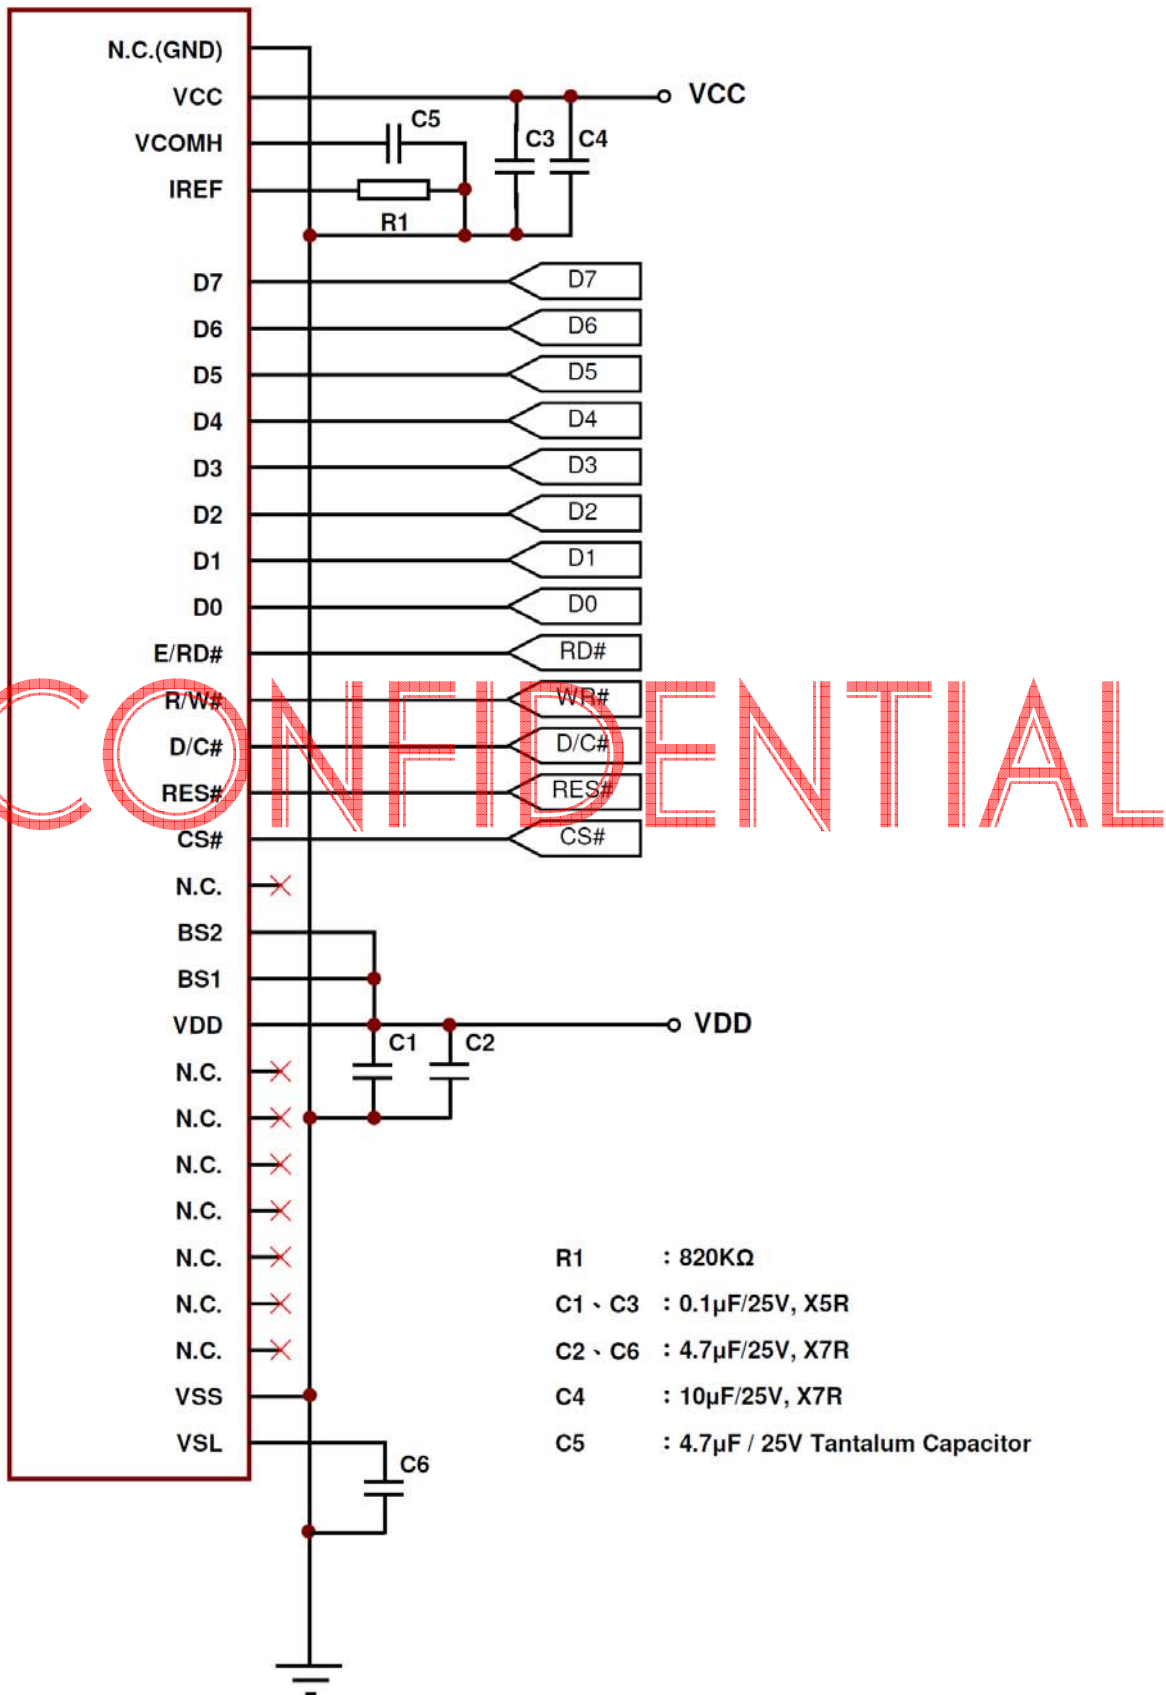 N.C.(GND)
VCC VCC
C5
VCOMH C3 C4
IREF
R1
D7 D7
D6 D6
D5 D5
D4 D4
D3 D3
D2 D2
D1 D1
D0 D0
E/RD# RD#
R/W# WR#
CONFIDENTIAL
D/C# D/C#
RES# RES#
CS# CS#
N.C.
BS2
BS1
VDD VDD
C1 C2
N.C.
N.C.
N.C.
N.C.
N.C. R1 : 820KΩ
N.C. C1、C3 : 0.1µF/25V, X5R
N.C. C2、C6 : 4.7µF/25V, X7R
VSS C4 : 10µF/25V, X7R
VSL C5 : 4.7µF / 25V Tantalum Capacitor
C6